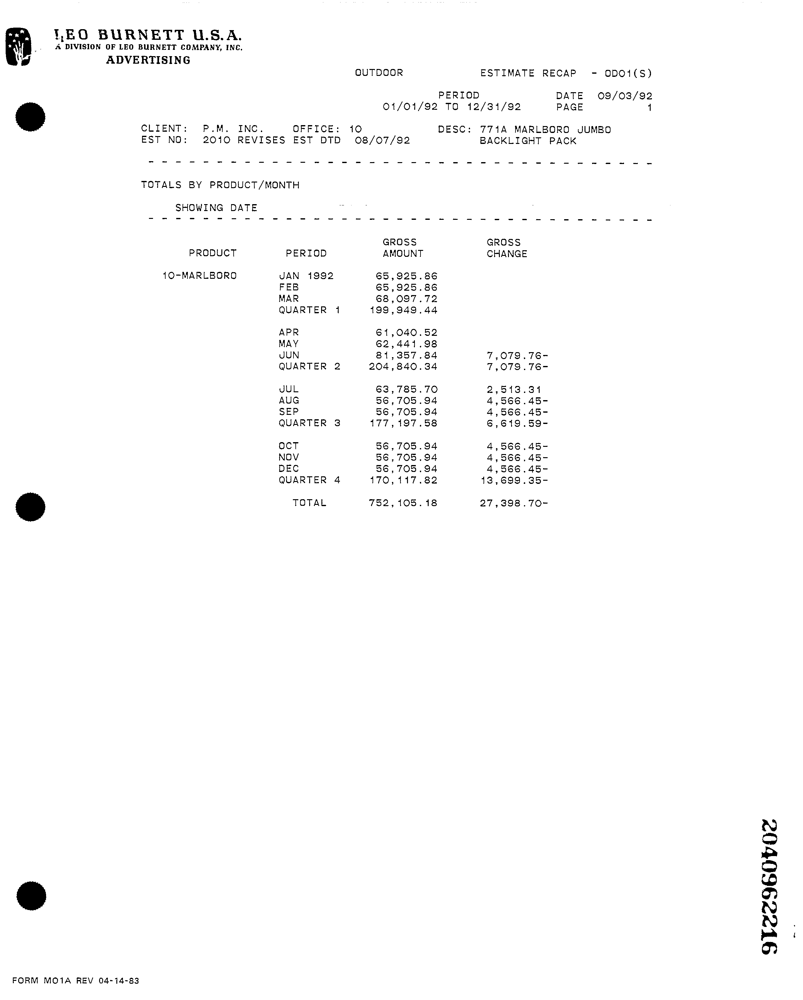 LEO BURNETT U.S.A.
A DIVISION OF LEO BURNETT COMPANY, INC.
ADVERTISING
OUTDOOR ESTIMATE RECAP - OD01(S)
PERIOD DATE 09/03/92
01/01/92 TO 12/31/92 PAGE 1
CLIENT: P.M. INC. OFFICE: 10 DESC: 771A MARLBORO JUMBO
EST NO: 2010 REVISES EST DTD 08/07/92 BACKLIGHT PACK
TOTALS BY PRODUCT/MONTH
SHOWING DATE
GROSS GROSS
PRODUCT PERIOD AMOUNT CHANGE
10-MARLBORO JAN 1992 65,925.86
FEB 65,925.86
MAR 68,097.72
QUARTER 1 199,949.44
APR 61,040.52
MAY 62,441.98
JUN 81,357.84 7,079.76-
QUARTER 2 204,840.34 7,079.76-
JUL 63,785.70 2,513.31
AUG 56,705.94 4,566.45-
SEP 56,705.94 4,566.45-
QUARTER 3 177,197.58 6,619.59-
OCT 56,705.94 4,566.45-
NOV 56,705.94 4,566.45-
DEC 56,705.94 4,566.45-
QUARTER 4 170,117.82 13,699.35-
TOTAL 752,105.18 27,398.70-
2040962216
FORM M01A REV 04-14-83